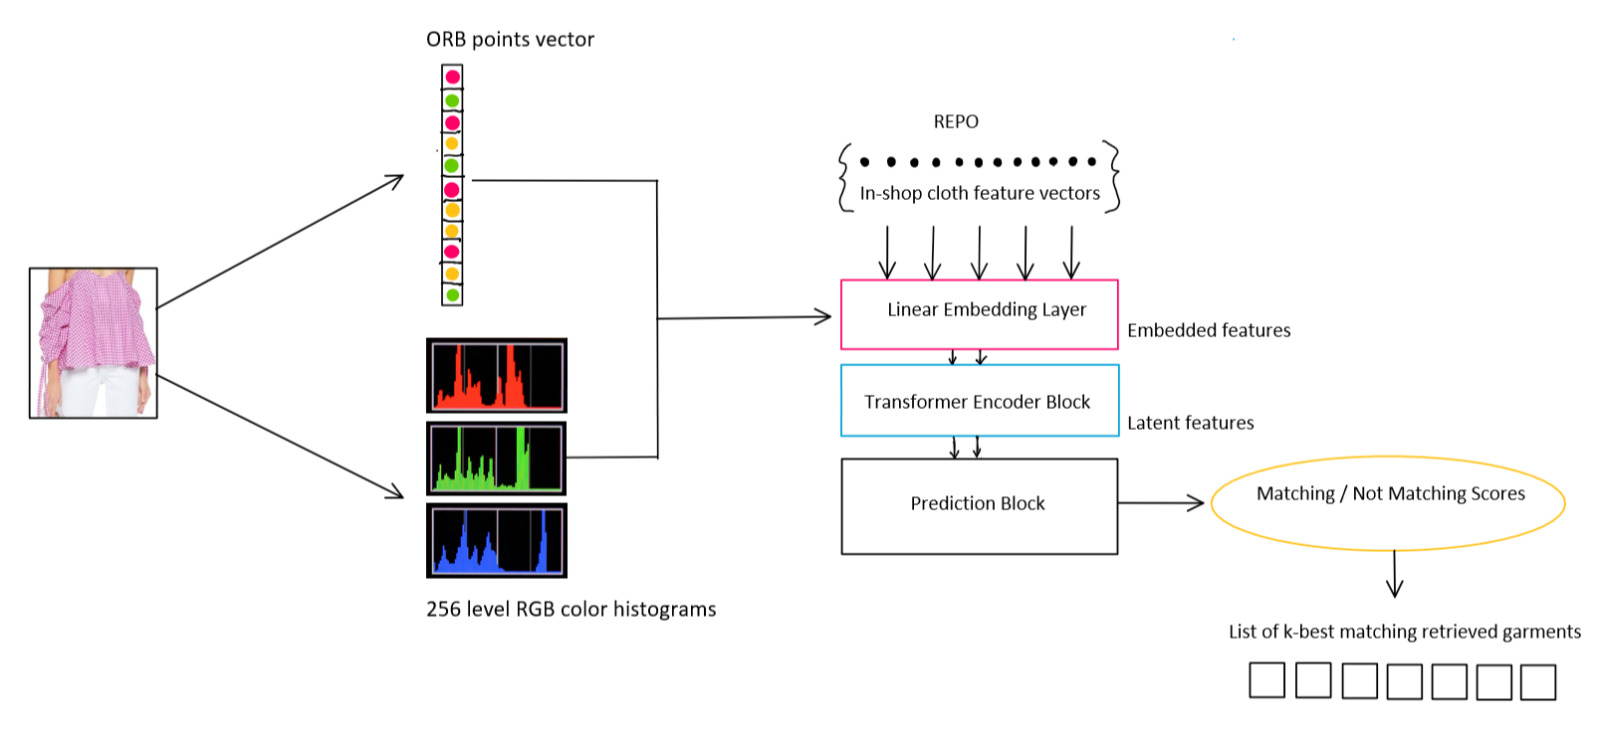 ORB points vector
REPO
In-shop cloth feature vectors
Linear Embedding Layer
Embedded features
Transformer Encoder Block
Latent features
Prediction Block
Matching / Not Matching Scores
256 level RGB color histograms
List of k-best matching retrieved garments